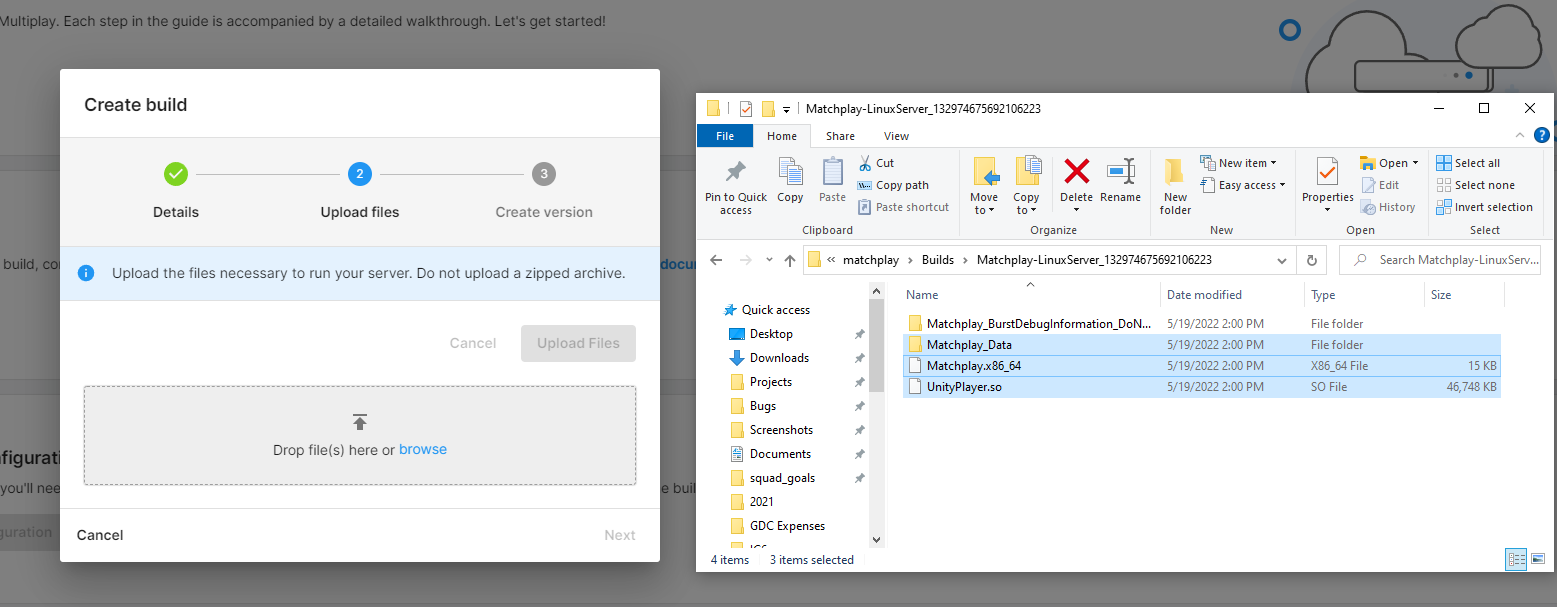 Multiplay. Each step in the guide is accompanied by a detailed walkthrough. Let's get started!
Create build
2
3
Details
Upload files
Create version
Upload the files necessary to run your server. Do not upload a zipped archive.
Cancel
Upload Files
Drop file(s) here or browse
Cancel
Next
build,
docu
you'll
buil
Matchplay-LinuxServer_132974675692106223
File
Home
Share
View
?
Pin to Quick
access
Copy
Paste
Cut
Copy path
Paste shortcut
Clipboard
Move
to
Copy
to
Delete
Rename
Organize
New
folder
New item
Easy access
New
Properties
Open
Edit
History
Open
Select all
Select none
Invert selection
Select
« matchplay › Builds › Matchplay-LinuxServer_132974675692106223
Search Matchplay-LinuxServ...
Quick access
Desktop
Downloads
Projects
Bugs
Screenshots
Documents
squad_goals
2021
GDC Expenses
Name Date modified Type Size
Matchplay_BurstDebugInformation_DoN... 5/19/2022 2:00 PM File folder
Matchplay_Data 5/19/2022 2:00 PM File folder
Matchplay.x86_64 5/19/2022 2:00 PM X86_64 File 15 KB
UnityPlayer.so 5/19/2022 2:00 PM SO File 46,748 KB
4 items 3 items selected